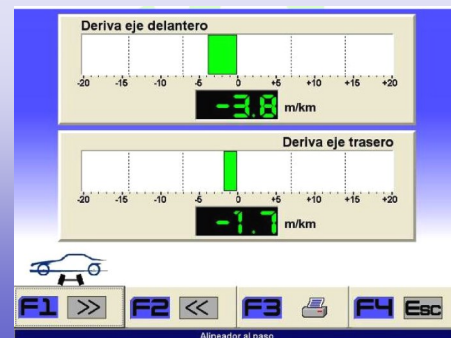 Deriva eje delantero
-20 -15 -10 -5 0 +5 +10 +15 +20
-3.8 m/km
Deriva eje trasero
-20 -15 -10 -5 0 +5 +10 +15 +20
-1.7 m/km
F1 >> F2 << F3 F4 Esc
Alineador al paso